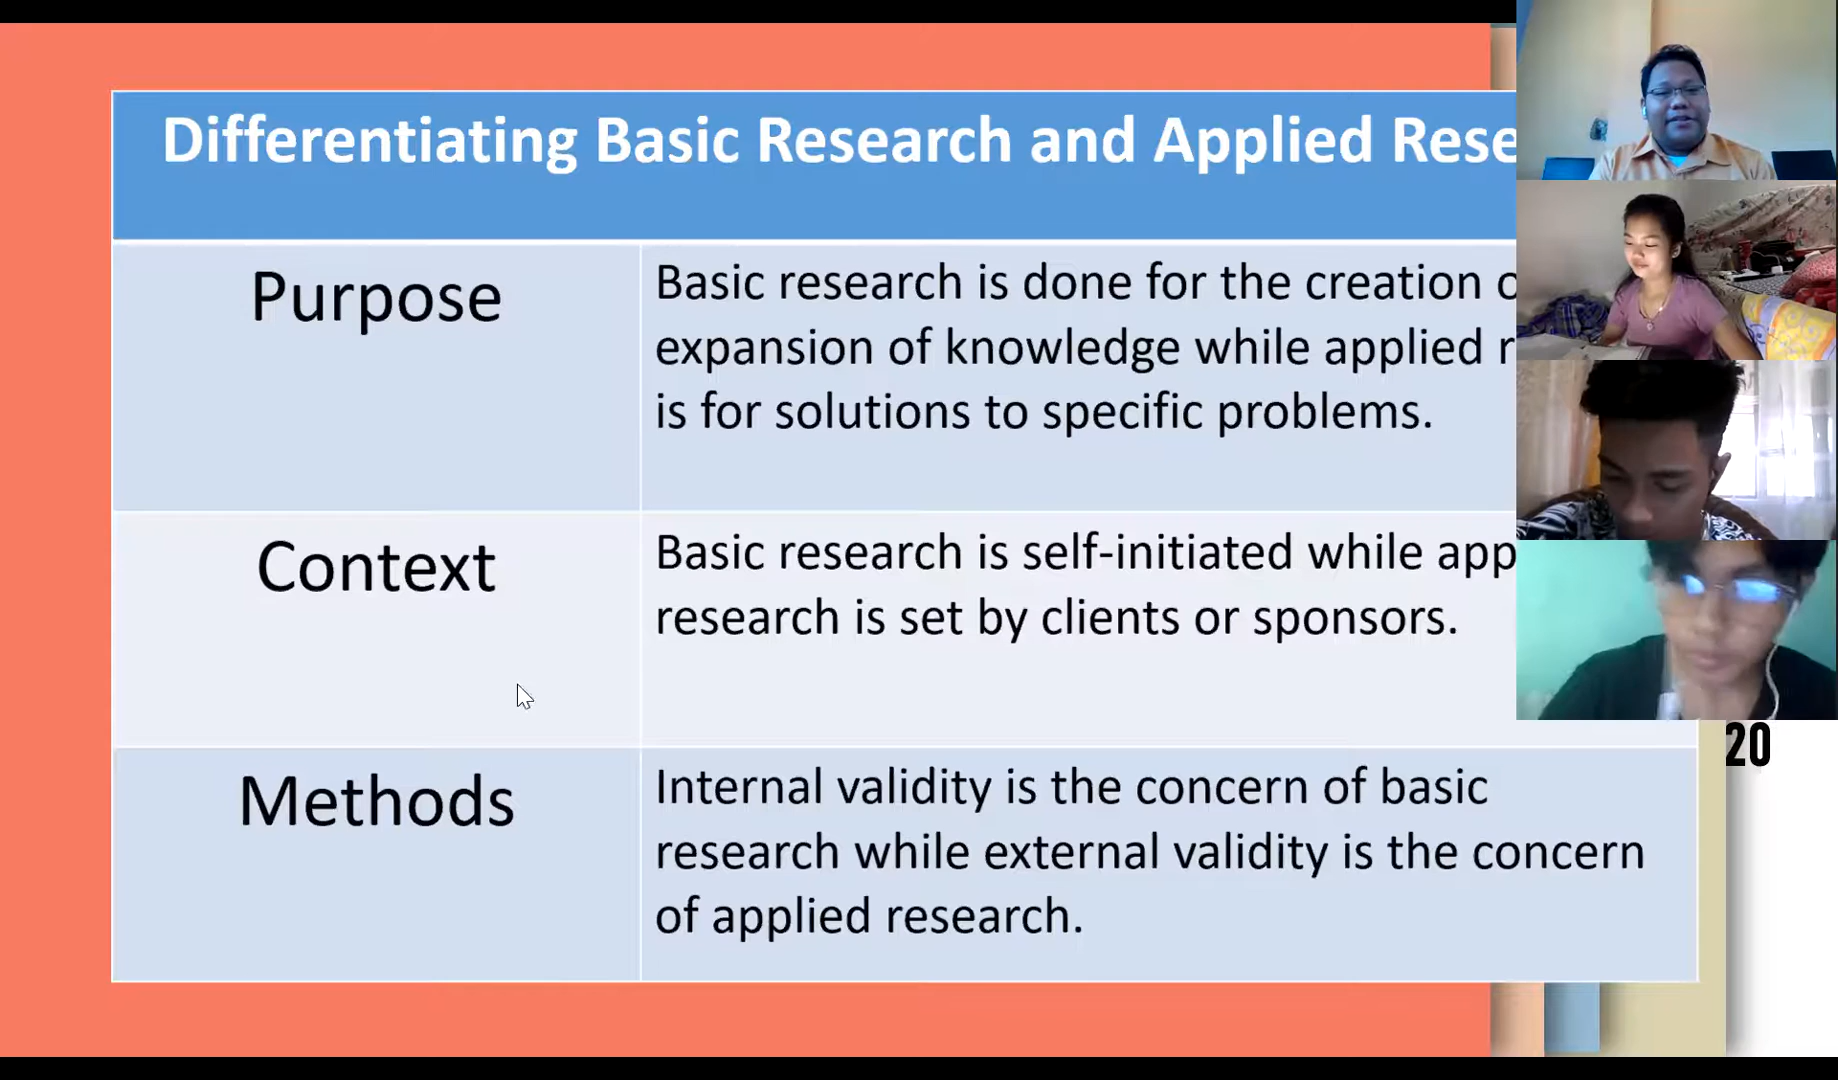 Differentiating Basic Research and Applied Rese
Purpose
Basic research is done for the creation
expansion of knowledge while applied r
is for solutions to specific problems.
Context
Basic research is self-initiated while app
research is set by clients or sponsors.
Methods
Internal validity is the concern of basic
research while external validity is the concern
of applied research.
20